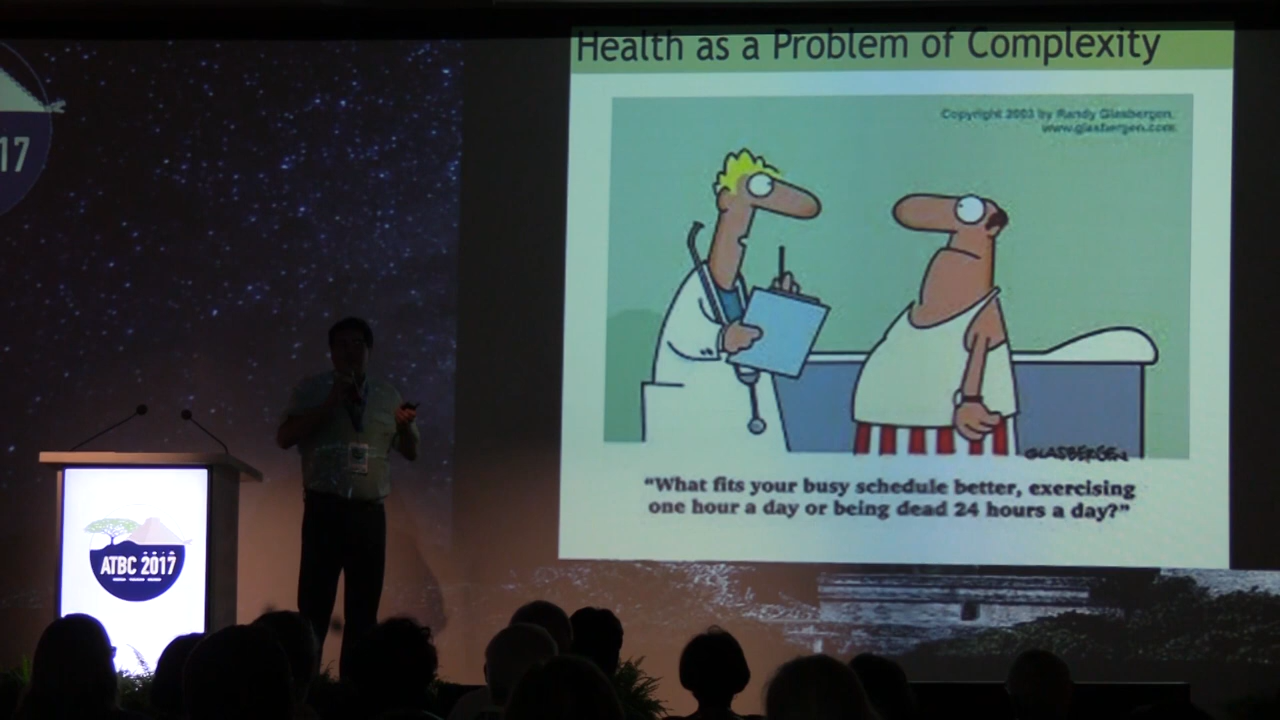 Health as a Problem of Complexity
Copyright 2003 by Randy Glasbergen.
www.glasbergen.com
17
GLASBERGEN
"What fits your busy schedule better, exercising
one hour a day or being dead 24 hours a day?"
ATBC 2017